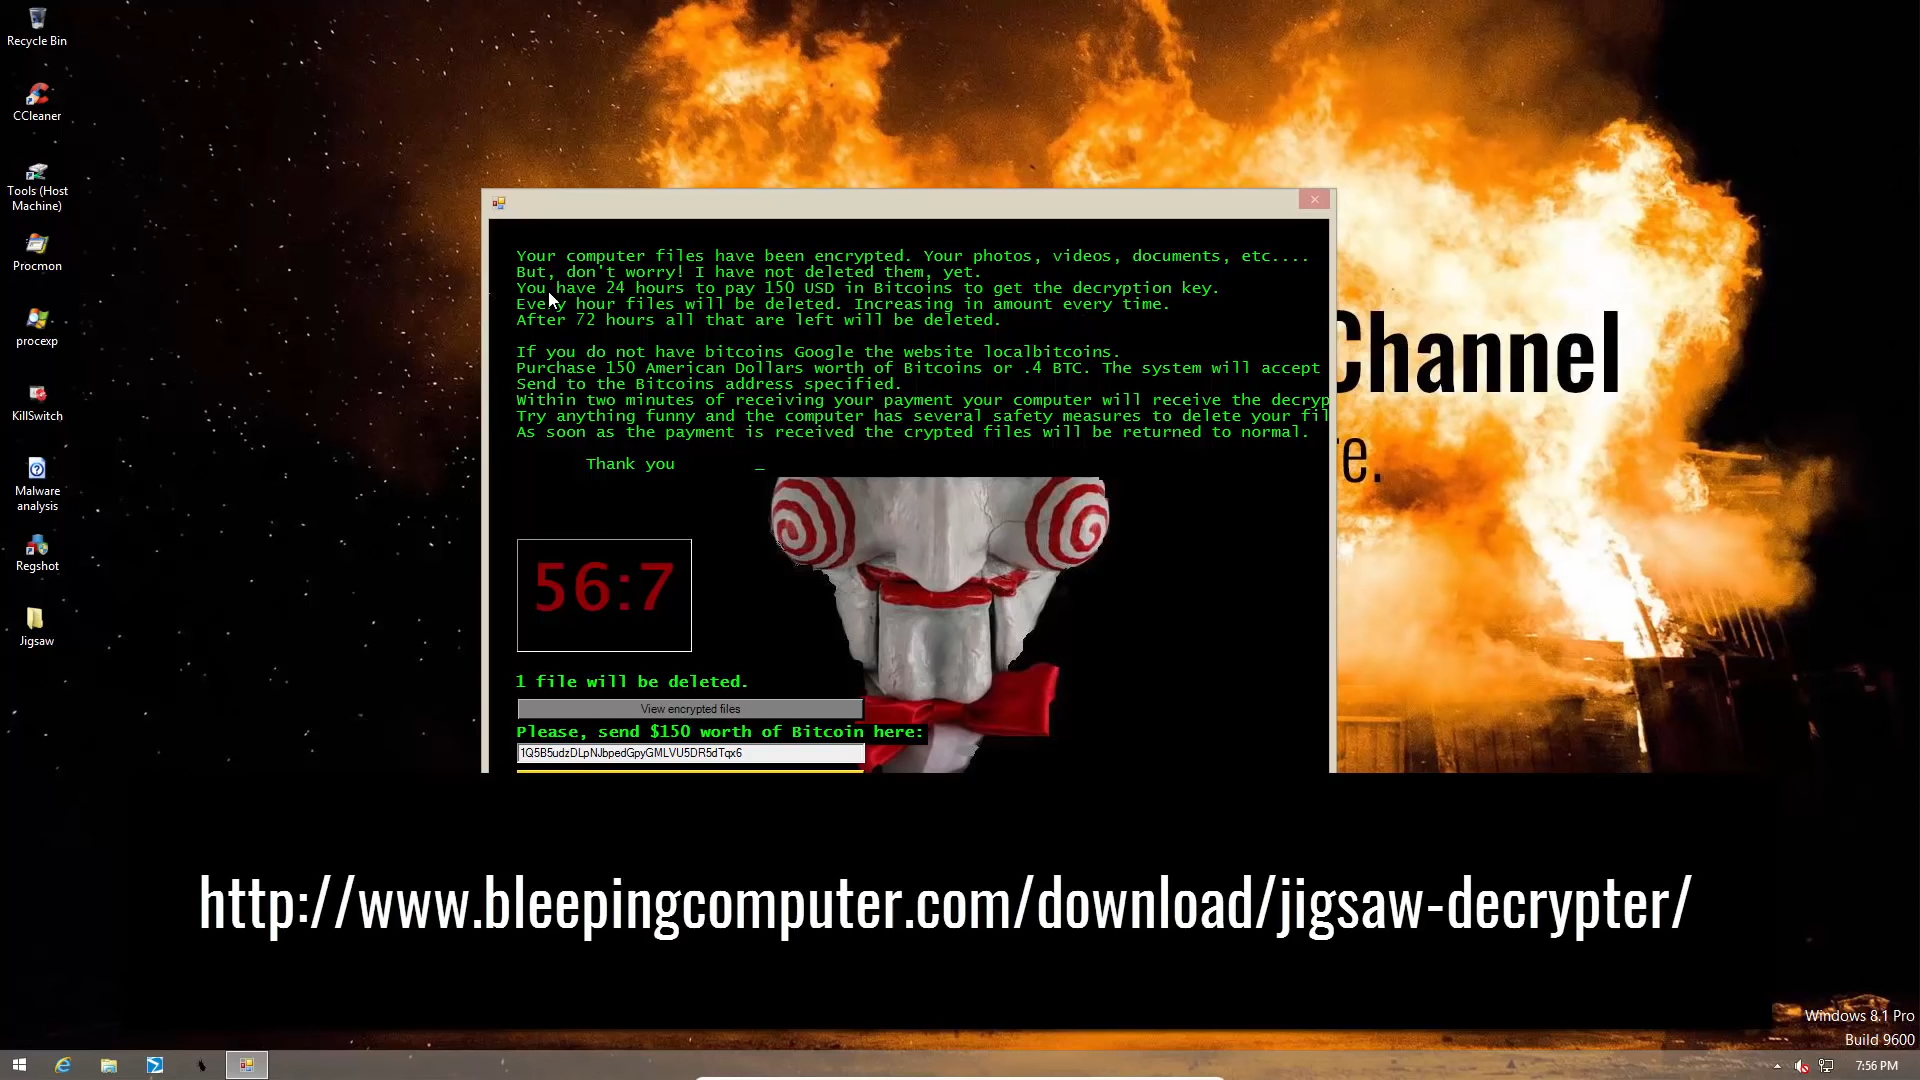 Recycle Bin
CCleaner
Tools (Host
Machine)
Procmon
procexp
KillSwitch
Malware
analysis
Regshot
Jigsaw
Your computer files have been encrypted. Your photos, videos, documents, etc....
But, don't worry! I have not deleted them, yet.
You have 24 hours to pay 150 USD in Bitcoins to get the decryption key.
Every hour files will be deleted. Increasing in amount every time.
After 72 hours all that are left will be deleted.
If you do not have bitcoins Google the website localbitcoins.
Purchase 150 American Dollars worth of Bitcoins or .4 BTC. The system will accept
Send to the Bitcoins address specified.
Within two minutes of receiving your payment your computer will receive the decryp
Try anything funny and the computer has several safety measures to delete your fil
As soon as the payment is received the crypted files will be returned to normal.
Thank you _
56:7
1 file will be deleted.
View encrypted files
Please, send $150 worth of Bitcoin here:
1Q5B5udzDLpNJbpedGpyGMLVU5DR5dTqx6
Channel
e.
http://www.bleepingcomputer.com/download/jigsaw-decrypter/
Windows 8.1 Pro
Build 9600
7:56 PM